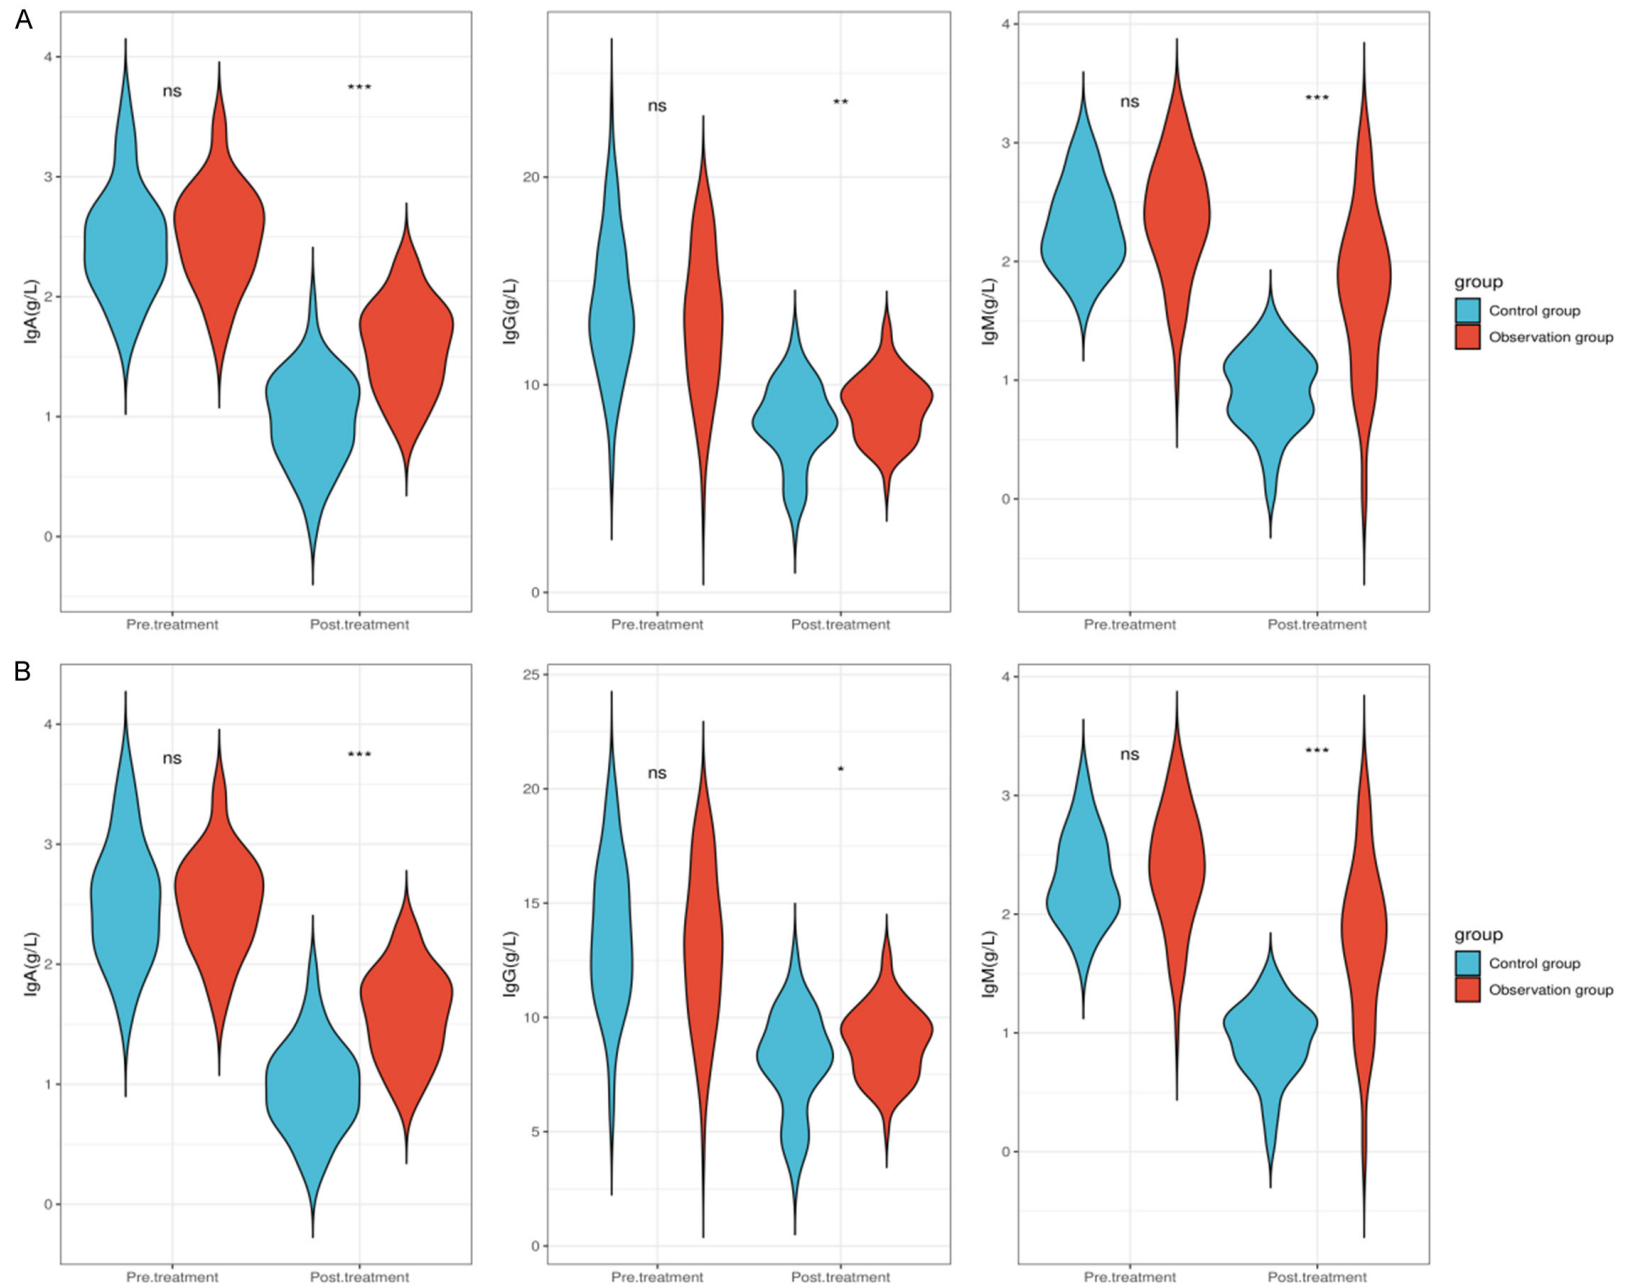 A
4
3
2
1
0
IgA(g/L)
ns
***
Pre.treatment
Post.treatment
20
10
0
IgG(g/L)
ns
**
Pre.treatment
Post.treatment
4
3
2
1
0
IgM(g/L)
ns
***
Pre.treatment
Post.treatment
group
Control group
Observation group
B
4
3
2
1
0
IgA(g/L)
ns
***
Pre.treatment
Post.treatment
25
20
15
10
5
0
IgG(g/L)
ns
*
Pre.treatment
Post.treatment
4
3
2
1
0
IgM(g/L)
ns
***
Pre.treatment
Post.treatment
group
Control group
Observation group